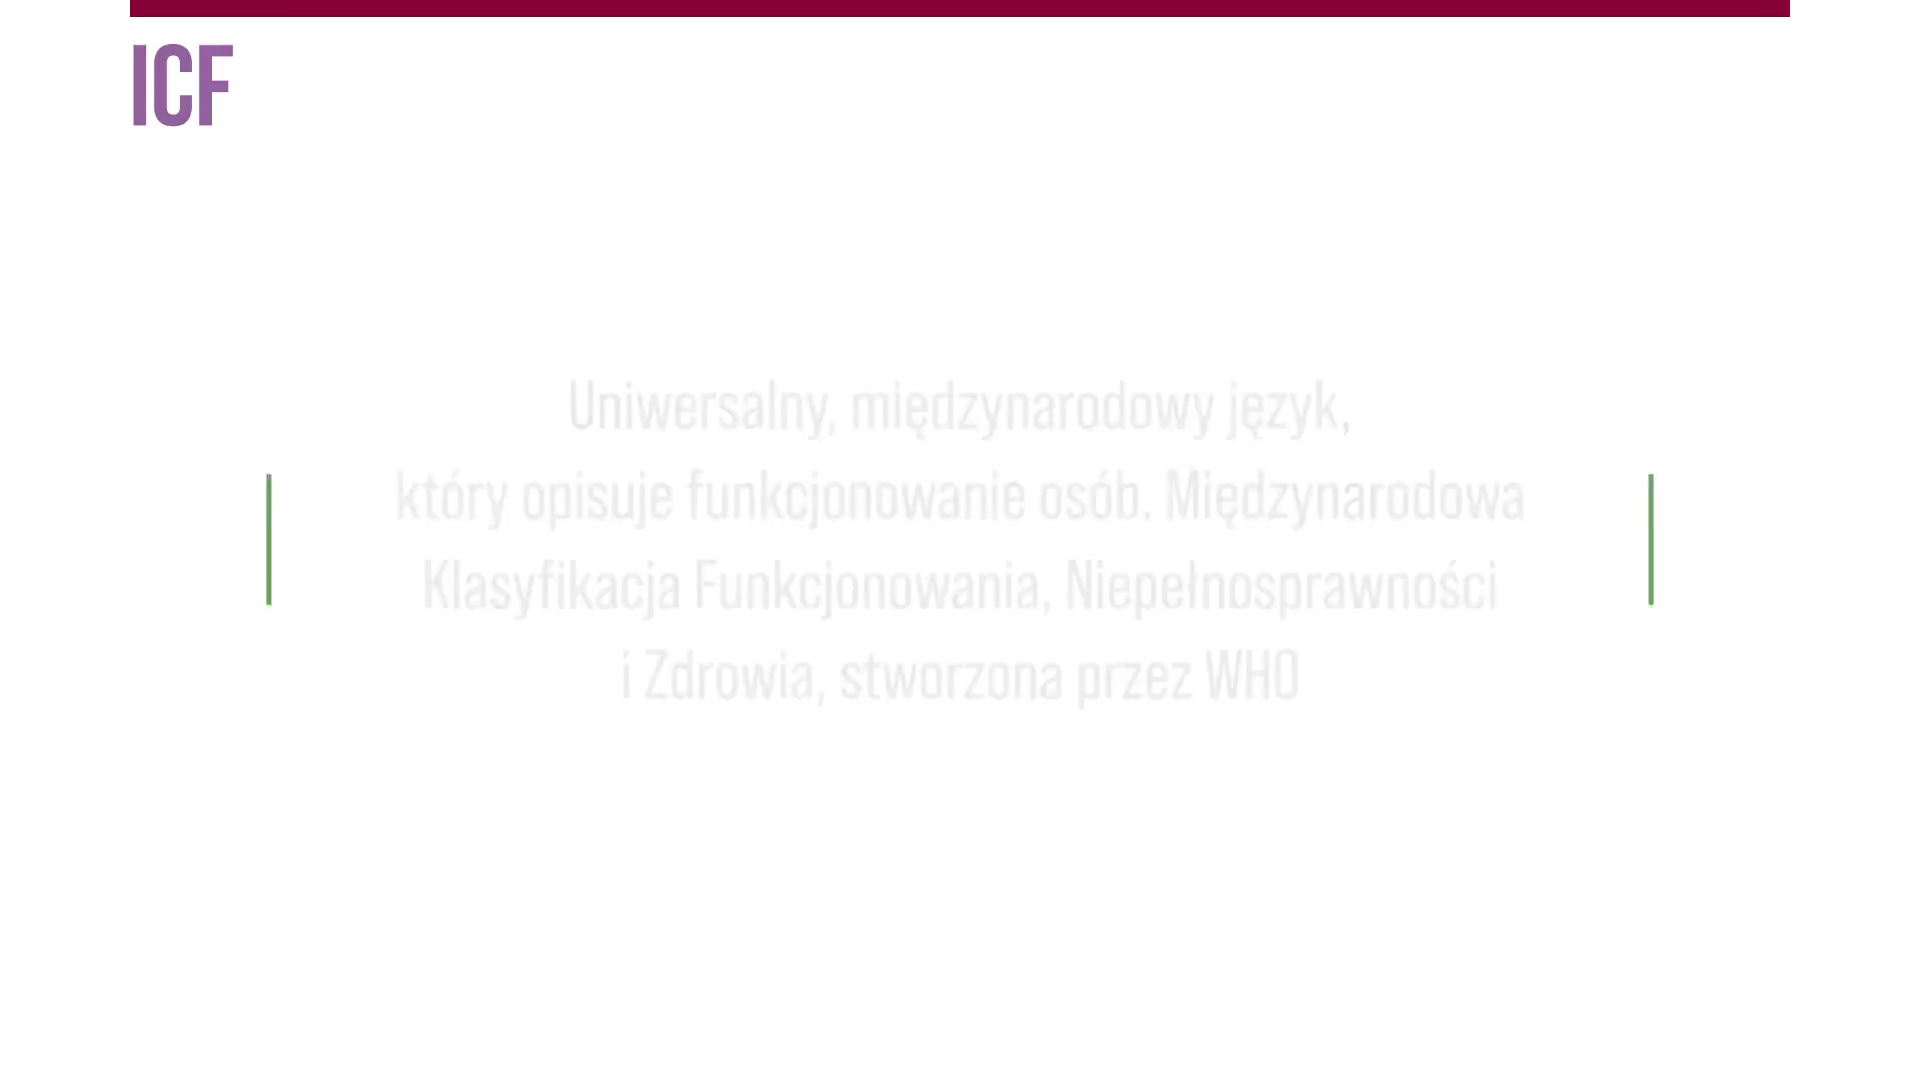 ICF
Uniwersalny, międzynarodowy język,
który opisuje funkcjonowanie osób. Międzynarodowa
Klasyfikacja Funkcjonowania, Niepełnosprawności
i Zdrowia, stworzona przez WHO